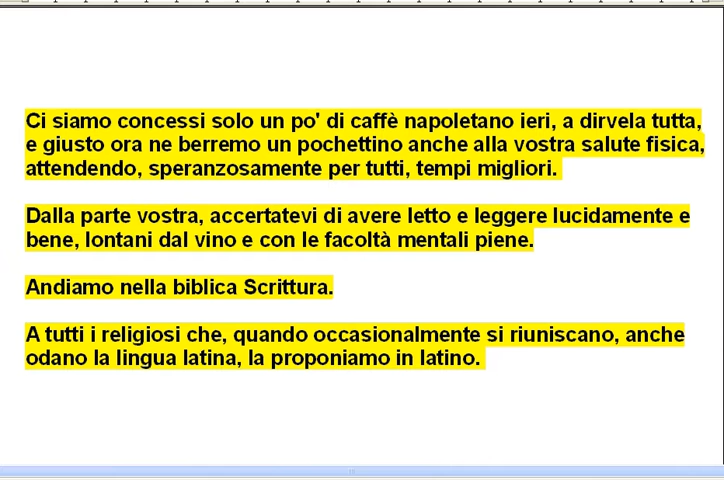 Ci siamo concessi solo un po' di caffè napoletano ieri, a dirvela tutta,
e giusto ora ne berremo un pochettino anche alla vostra salute fisica,
attendendo, speranzosamente per tutti, tempi migliori.
Dalla parte vostra, accertatevi di avere letto e leggere lucidamente e
bene, lontani dal vino e con le facoltà mentali piene.
Andiamo nella biblica Scrittura.
A tutti i religiosi che, quando occasionalmente si riuniscano, anche
odano la lingua latina, la proponiamo in latino.